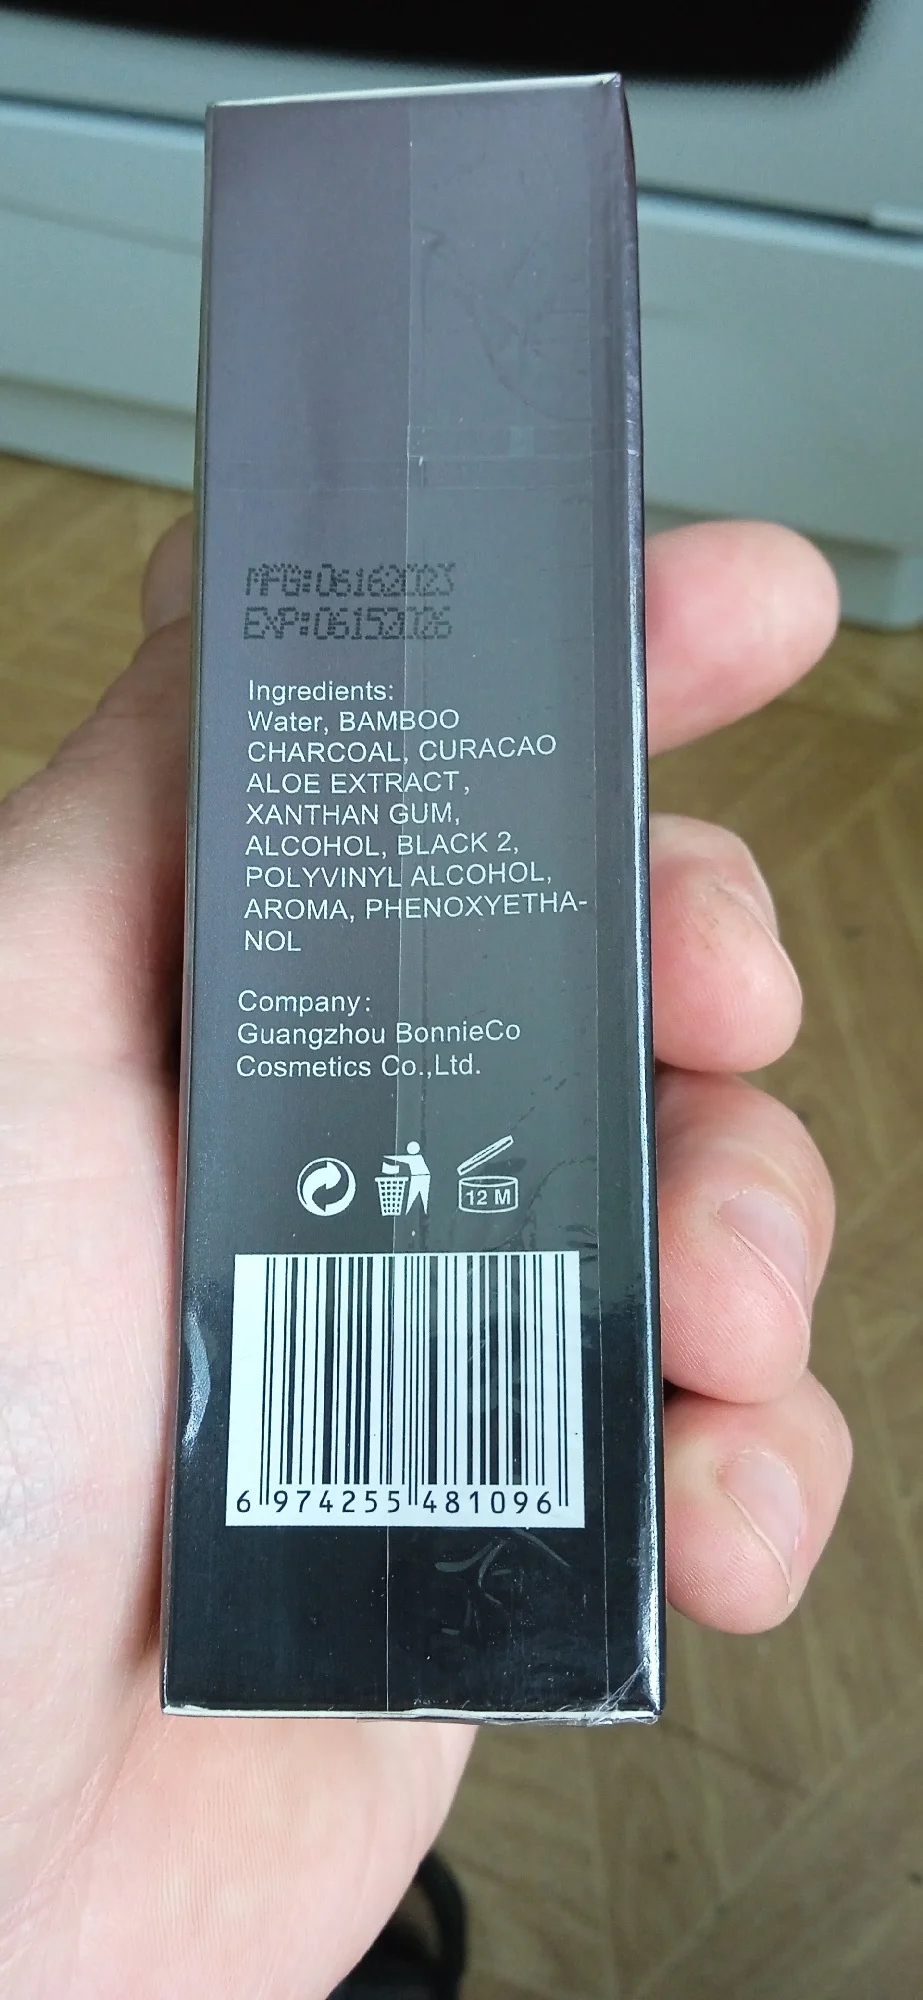 MFG:06162023
EXP:06152026
Ingredients:
Water, BAMBOO
CHARCOAL, CURACAO
ALOE EXTRACT,
XANTHAN GUM,
ALCOHOL, BLACK 2,
POLYVINYL ALCOHOL,
AROMA, PHENOXYETHA-
NOL
Company:
Guangzhou BonnieCo
Cosmetics Co.,Ltd.
12 M
6 974255 481096